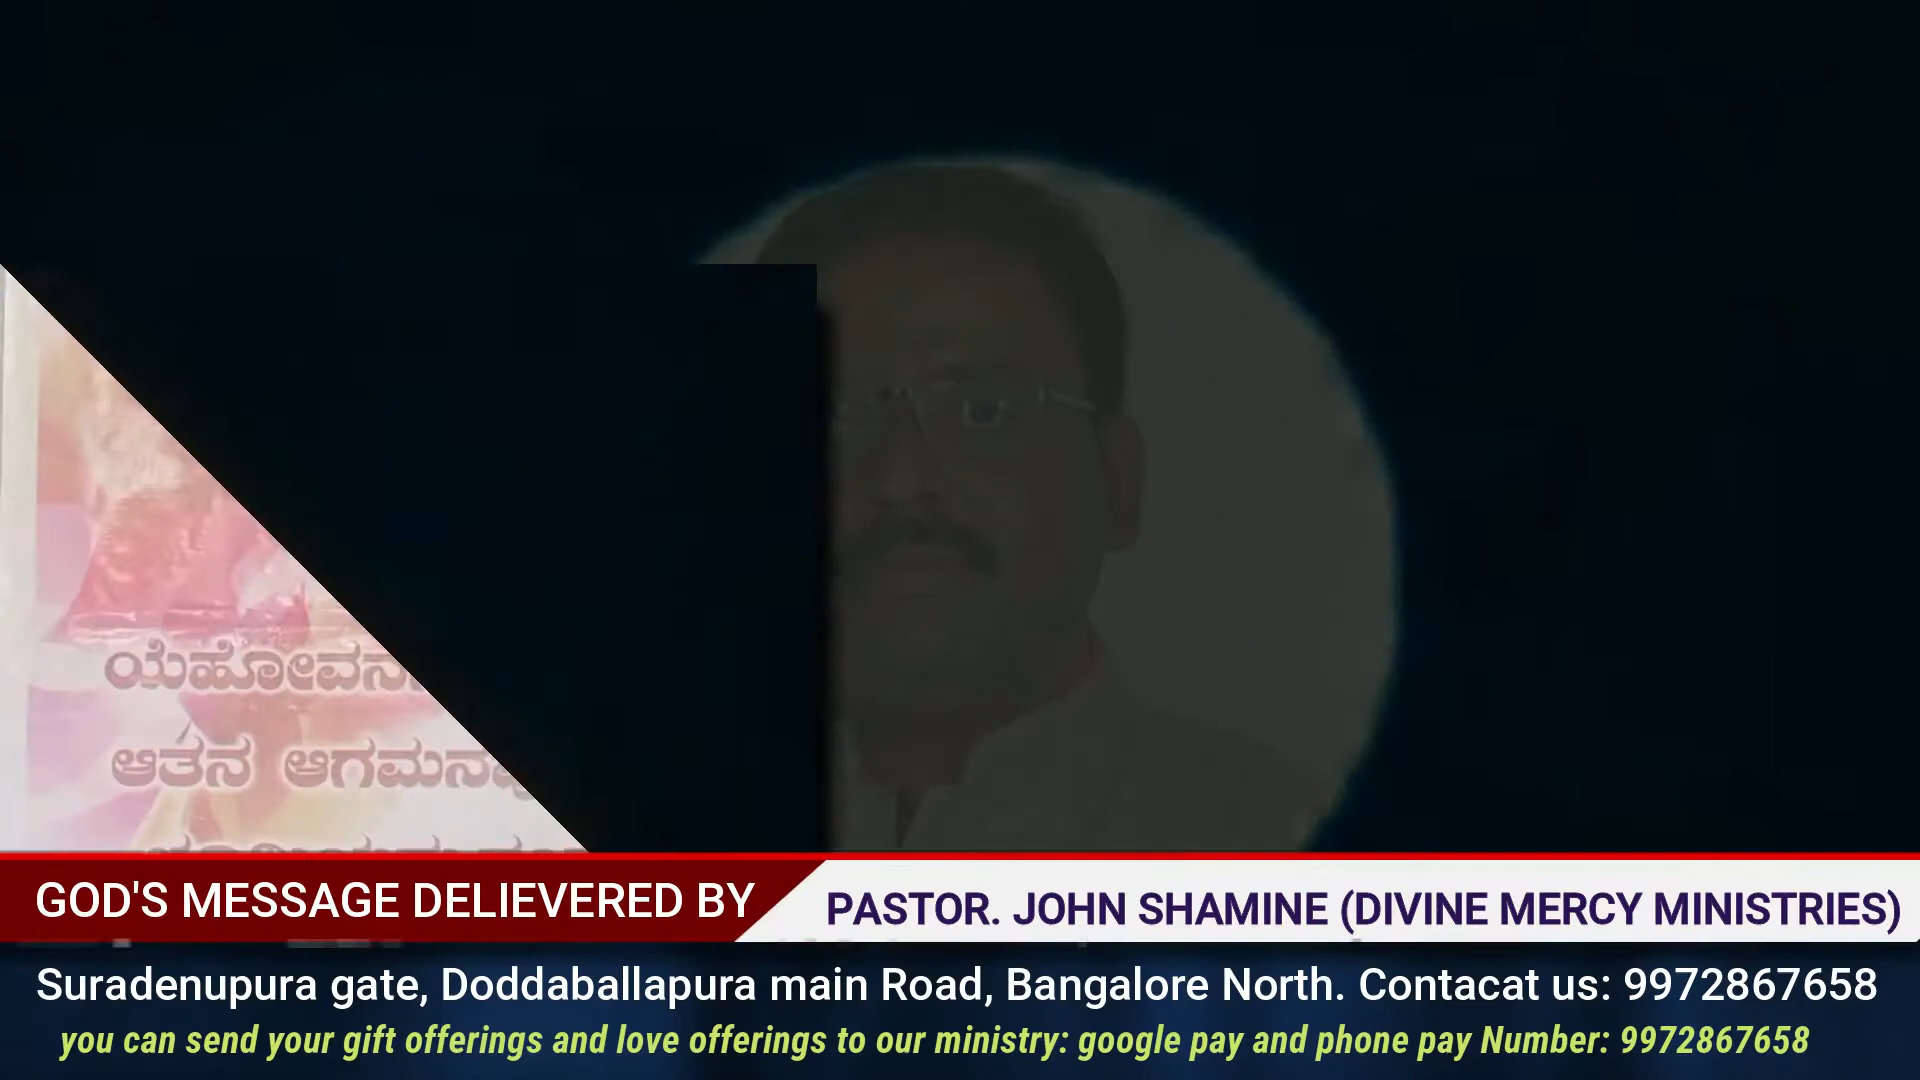 ಯೆಹೋವನ
ಆತನ ಆಗಮನ
GOD'S MESSAGE DELIEVERED BY
PASTOR. JOHN SHAMINE (DIVINE MERCY MINISTRIES)
Suradenupura gate, Doddaballapura main Road, Bangalore North. Contacat us: 9972867658
you can send your gift offerings and love offerings to our ministry: google pay and phone pay Number: 9972867658